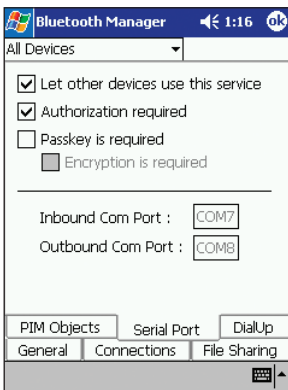 Bluetooth Manager 1:16 ok
All Devices
Let other devices use this service
Authorization required
Passkey is required
Encryption is required
Inbound Com Port : COM7
Outbound Com Port : COM8
PIM Objects Serial Port DialUp
General Connections File Sharing